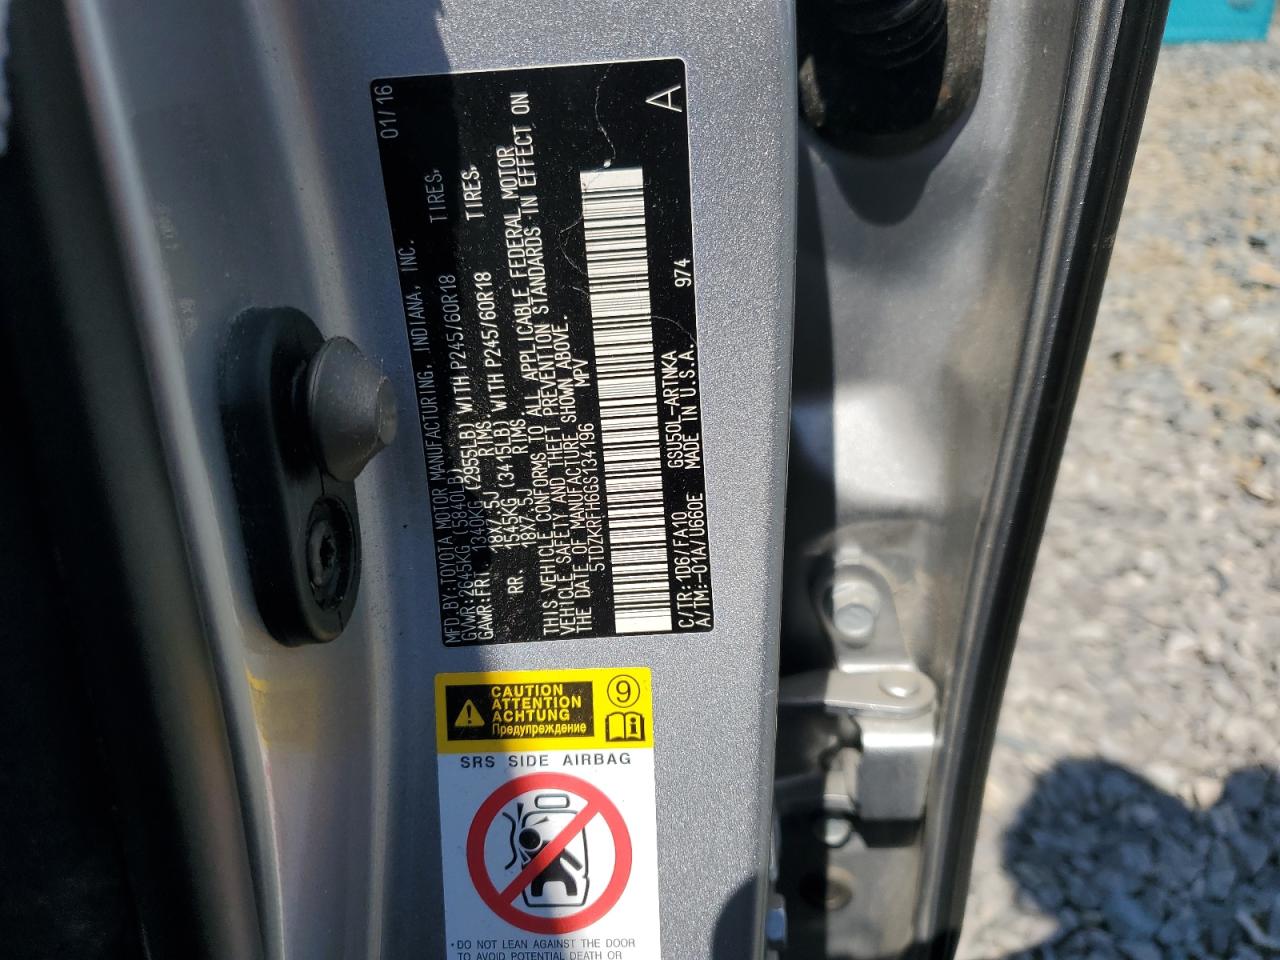 MFD.BY:TOYOTA MOTOR MANUFACTURING, INDIANA, INC. 01/16
GVWR:2645KG (5840LB)
GAWR:FRT 1340KG (2955LB) WITH P245/60R18 TIRES,
18X7.5J RIMS
RR 1545KG (3415LB) WITH P245/60R18 TIRES,
18X7.5J RIMS
THIS VEHICLE CONFORMS TO ALL APPLICABLE FEDERAL MOTOR
VEHICLE SAFETY AND THEFT PREVENTION STANDARDS IN EFFECT ON
THE DATE OF MANUFACTURE SHOWN ABOVE.
5TDZKRFH6GS134196 MPV
C/TR:1D6/FA10 GSU50L-ARTNKA 974
A/TM:-01A/U660E MADE IN U.S.A.
A
CAUTION
ATTENTION
ACHTUNG
Предупреждение
9
SRS SIDE AIRBAG
• DO NOT LEAN AGAINST THE DOOR
TO AVOID POTENTIAL DEATH OR